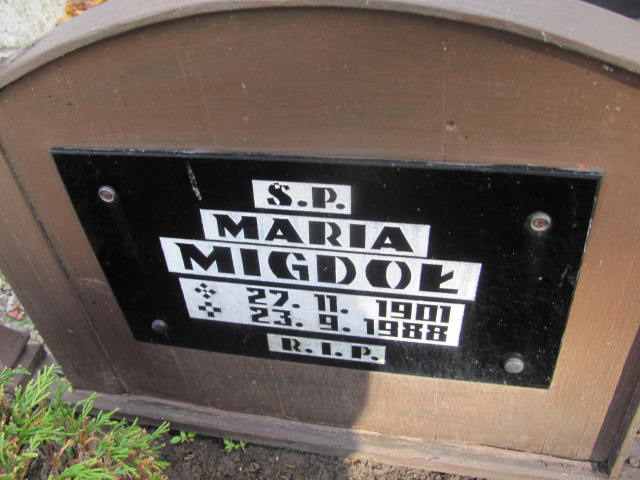 Ś.P.
MARIA
MIGDOŁ
27. 11. 1901
23. 9. 1988
R.I.P.